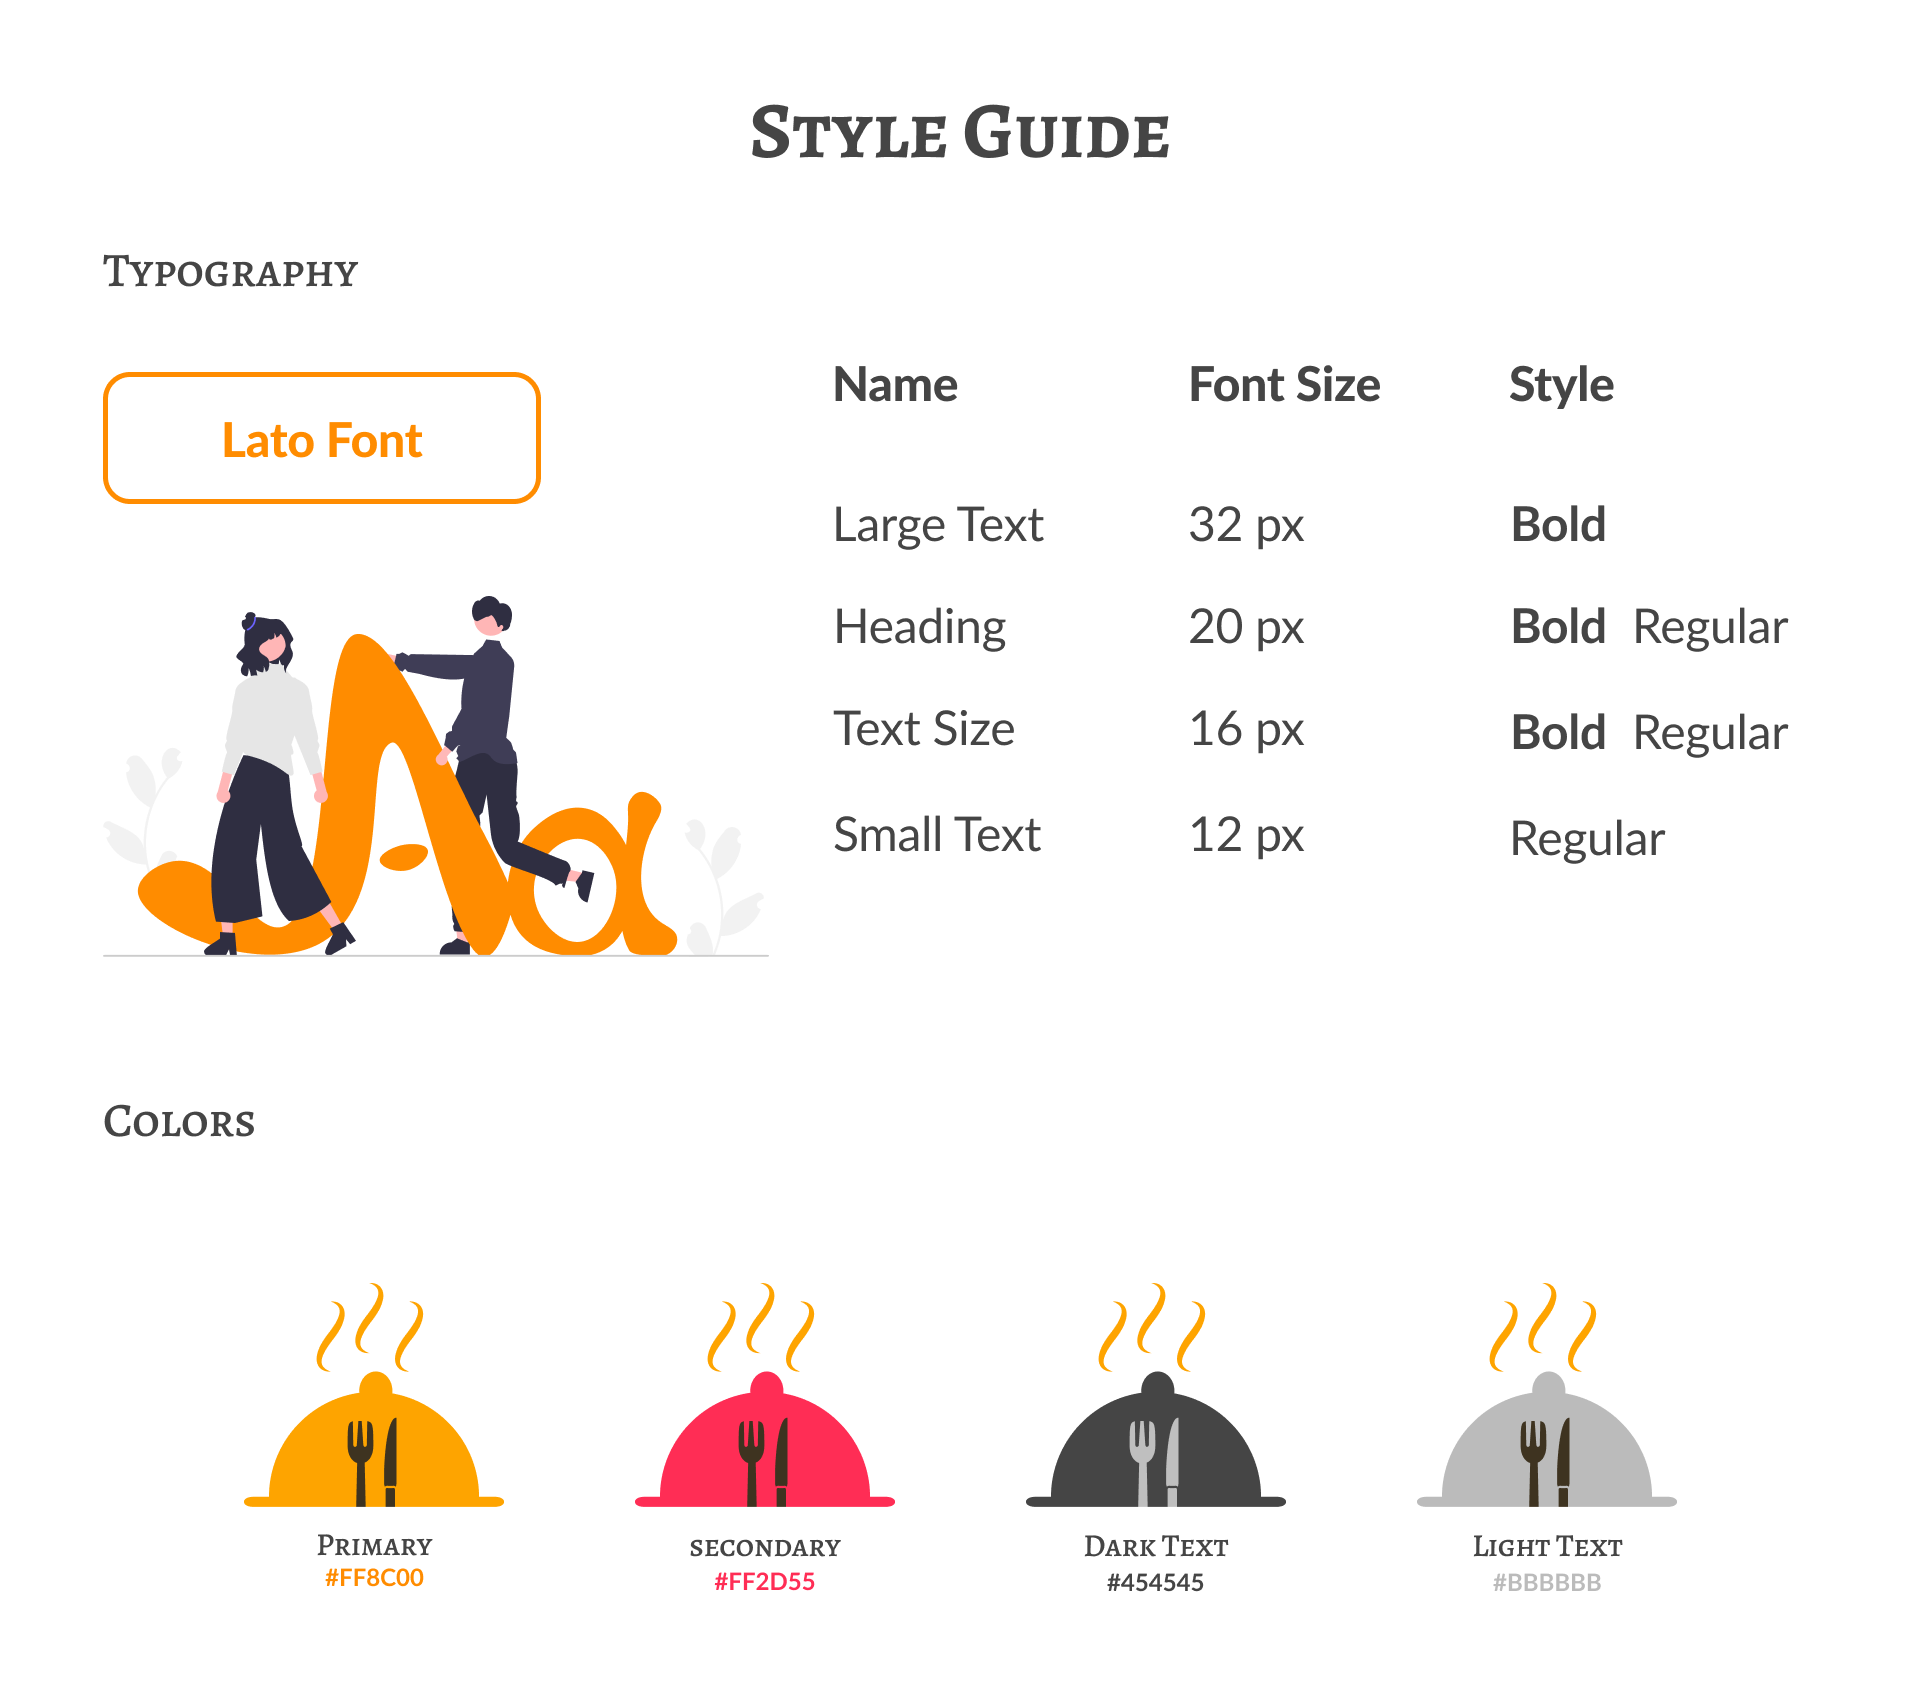 Style Guide
Typography
Lato Font
Name Font Size Style
Large Text 32 px Bold
Heading 20 px Bold Regular
Text Size 16 px Bold Regular
Small Text 12 px Regular
Colors
Primary secondary Dark Text Light Text
#FF8C00 #FF2D55 #454545 #BBBBBB